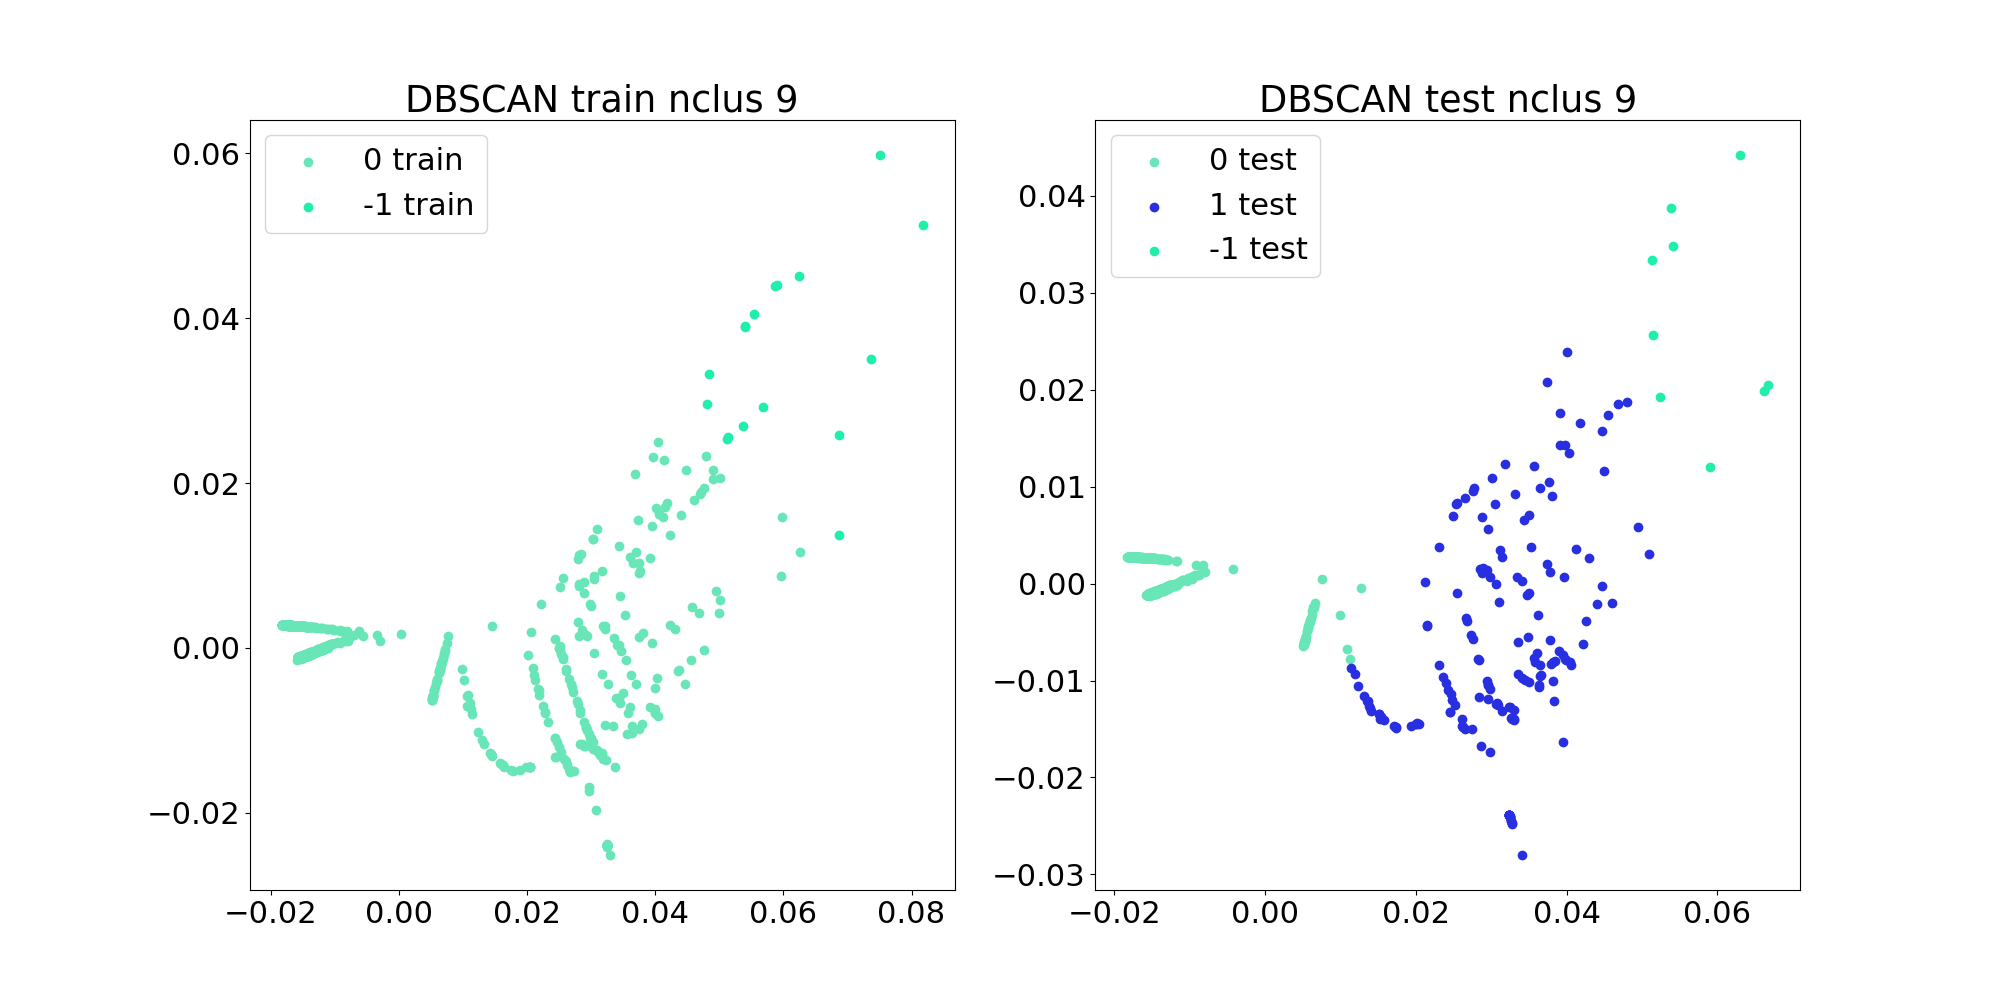 DBSCAN train nclus 9
0 train
-1 train
0.06
0.04
0.02
0.00
−0.02
−0.02 0.00 0.02 0.04 0.06 0.08
DBSCAN test nclus 9
0 test
1 test
-1 test
0.04
0.03
0.02
0.01
0.00
−0.01
−0.02
−0.03
−0.02 0.00 0.02 0.04 0.06